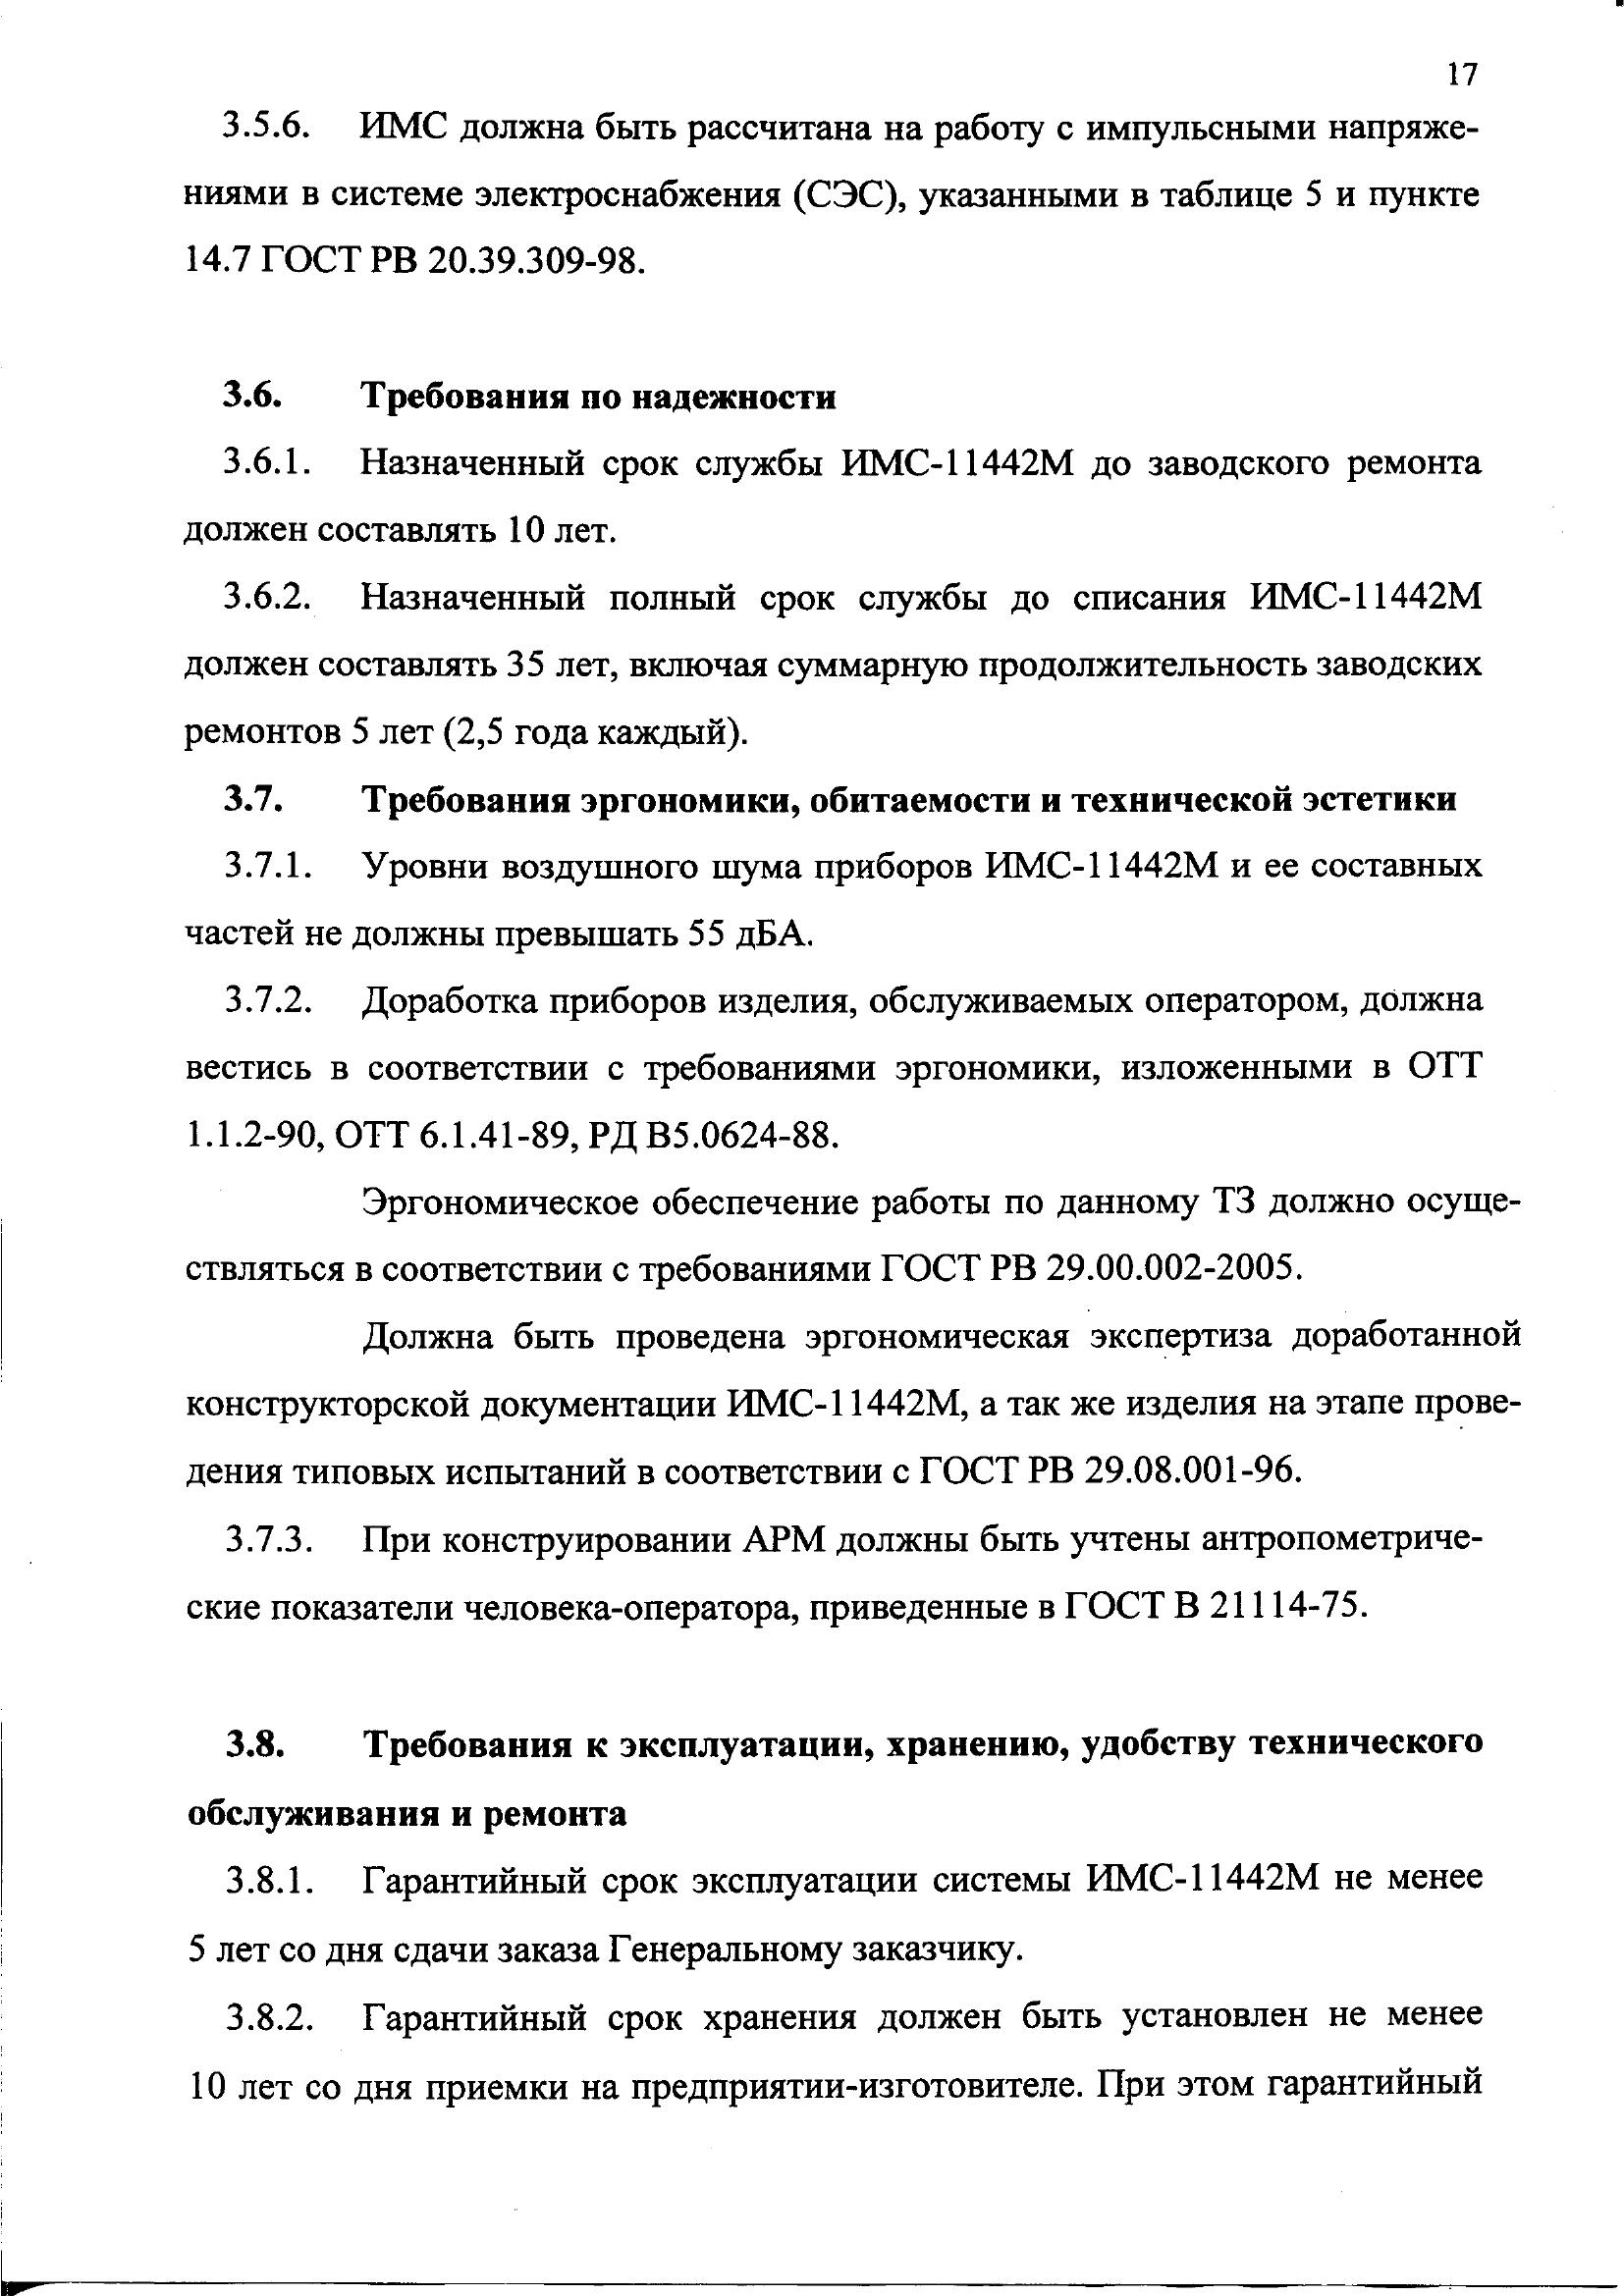 17
3.5.6. ИМС должна быть рассчитана на работу с импульсными напряже-
ниями в системе электроснабжения (СЭС), указанными в таблице 5 и пункте
14.7 ГОСТ РВ 20.39.309-98.
3.6. Требования по надежности
3.6.1. Назначенный срок службы ИМС-11442М до заводского ремонта
должен составлять 10 лет.
3.6.2. Назначенный полный срок службы до списания ИМС-11442М
должен составлять 35 лет, включая суммарную продолжительность заводских
ремонтов 5 лет (2,5 года каждый).
3.7. Требования эргономики, обитаемости и технической эстетики
3.7.1. Уровни воздушного шума приборов ИМС-11442М и ее составных
частей не должны превышать 55 дБА.
3.7.2. Доработка приборов изделия, обслуживаемых оператором, должна
вестись в соответствии с требованиями эргономики, изложенными в ОТТ
1.1.2-90, ОТТ 6.1.41-89, РД В5.0624-88.
Эргономическое обеспечение работы по данному ТЗ должно осуще-
ствляться в соответствии с требованиями ГОСТ РВ 29.00.002-2005.
Должна быть проведена эргономическая экспертиза доработанной
конструкторской документации ИМС-11442М, а так же изделия на этапе прове-
дения типовых испытаний в соответствии с ГОСТ РВ 29.08.001-96.
3.7.3. При конструировании АРМ должны быть учтены антропометриче-
ские показатели человека-оператора, приведенные в ГОСТ В 21114-75.
3.8. Требования к эксплуатации, хранению, удобству технического
обслуживания и ремонта
3.8.1. Гарантийный срок эксплуатации системы ИМС-11442М не менее
5 лет со дня сдачи заказа Генеральному заказчику.
3.8.2. Гарантийный срок хранения должен быть установлен не менее
10 лет со дня приемки на предприятии-изготовителе. При этом гарантийный